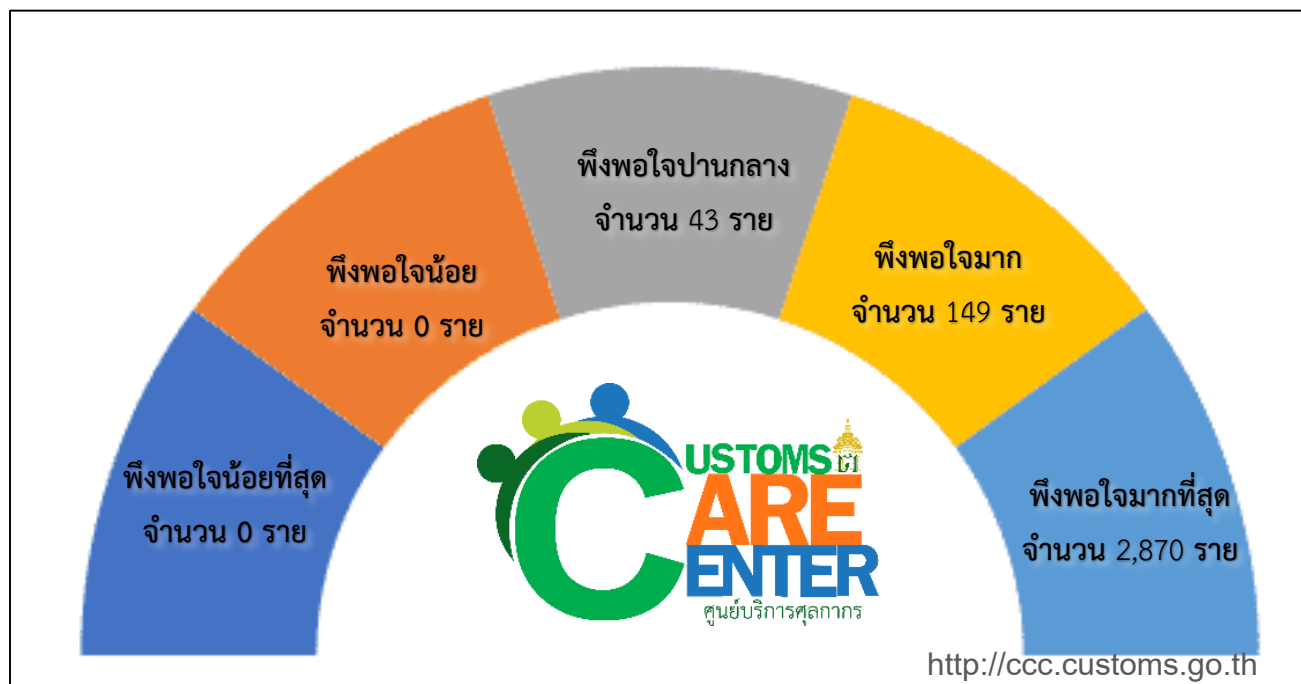 พึงพอใจปานกลาง
จำนวน 43 ราย
พึงพอใจน้อย
จำนวน 0 ราย
พึงพอใจมาก
จำนวน 149 ราย
พึงพอใจน้อยที่สุด
จำนวน 0 ราย
พึงพอใจมากที่สุด
จำนวน 2,870 ราย
CUSTOMS
CARE
CENTER
ศูนย์บริการศุลกากร
http://ccc.customs.go.th